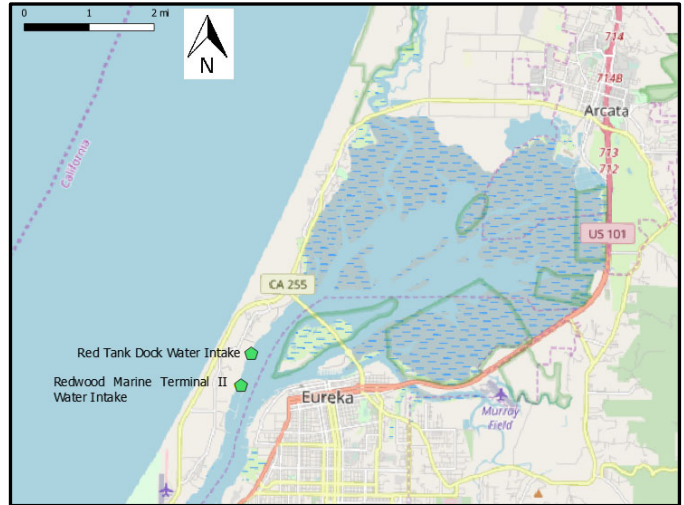 0 1 2 mi
N
714
714B
Arcata
713
712
California
US 101
CA 255
Red Tank Dock Water Intake
Redwood Marine Terminal II
Water Intake
Eureka
Murray
Field